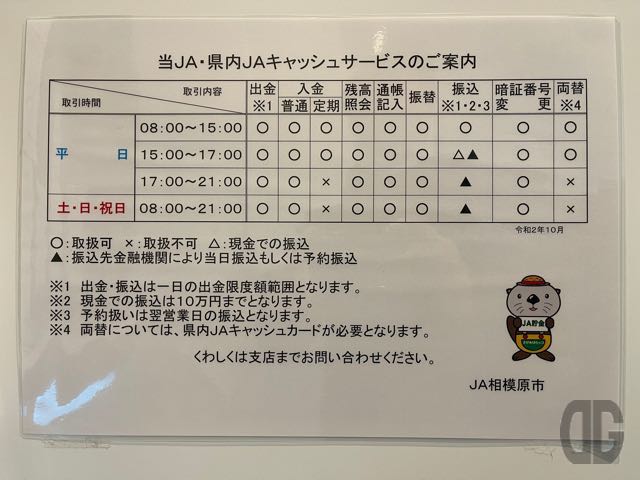 当JA・県内JAキャッシュサービスのご案内
取引内容 出金 入金 残高 通帳 振替 振込 暗証番号 両替
取引時間 ※1 普通 定期 照会 記入 ※1・2・3 変更 ※4
平日 08:00～15:00 ○ ○ ○ ○ ○ ○ ○ ○ ○
15:00～17:00 ○ ○ ○ ○ ○ ○ △▲ ○ ○
17:00～21:00 ○ ○ × ○ ○ ○ ▲ ○ ×
土・日・祝日 08:00～21:00 ○ ○ × ○ ○ ○ ▲ ○ ×
令和2年10月
○:取扱可 ×:取扱不可 △:現金での振込
▲:振込先金融機関により当日振込もしくは予約振込
※1 出金・振込は一日の出金限度額範囲となります。
※2 現金での振込は10万円までとなります。
※3 予約扱いは翌営業日の振込となります。
※4 両替については、県内JAキャッシュカードが必要となります。
くわしくは支店までお問い合わせください。
JA貯金
JA相模原市
DG